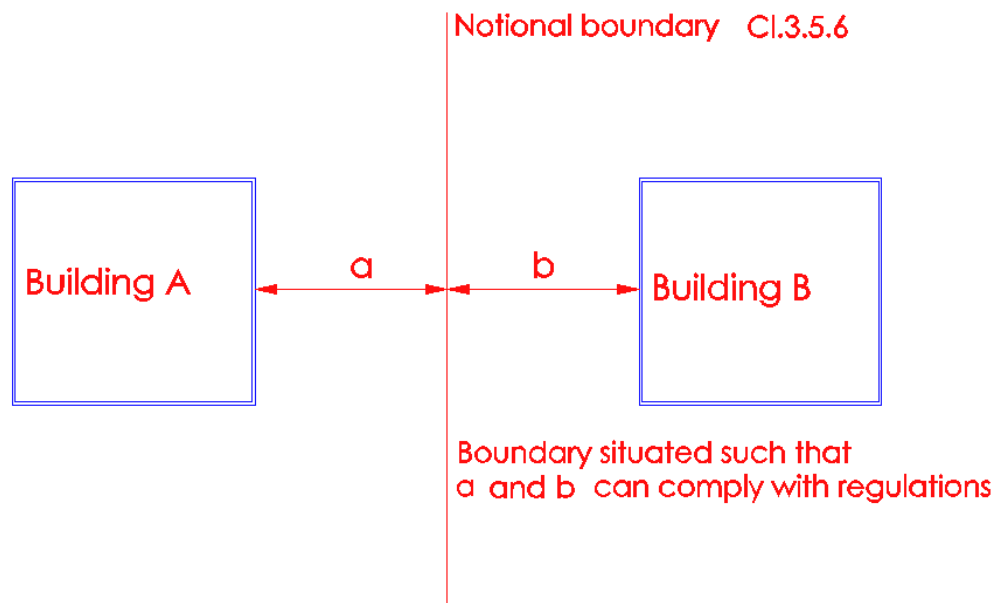 Notional boundary Cl.3.5.6
a
b
Building A
Building B
Boundary situated such that
a and b can comply with regulations